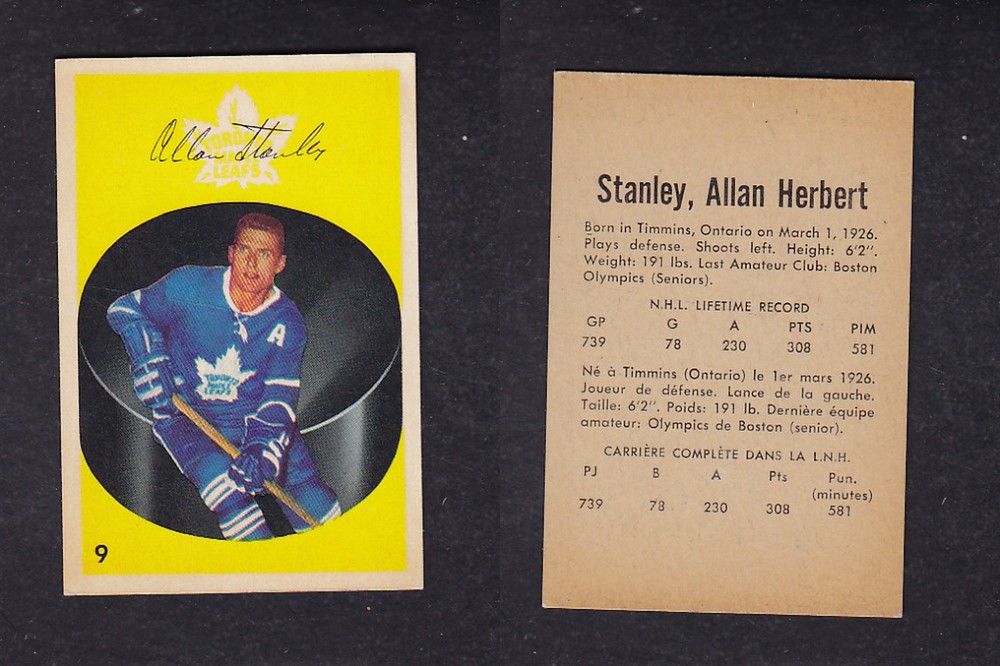 Allan Stanley
TORONTO
MAPLE
LEAFS
A
TORONTO
MAPLE
LEAFS
9
Stanley, Allan Herbert
Born in Timmins, Ontario on March 1, 1926.
Plays defense. Shoots left. Height: 6'2".
Weight: 191 lbs. Last Amateur Club: Boston
Olympics (Seniors).
N.H.L. LIFETIME RECORD
GP G A PTS PIM
739 78 230 308 581
Né à Timmins (Ontario) le 1er mars 1926.
Joueur de défense. Lance de la gauche.
Taille: 6'2". Poids: 191 lb. Dernière équipe
amateur: Olympics de Boston (senior).
CARRIÈRE COMPLÈTE DANS LA L.N.H.
PJ B A Pts Pun.
(minutes)
739 78 230 308 581